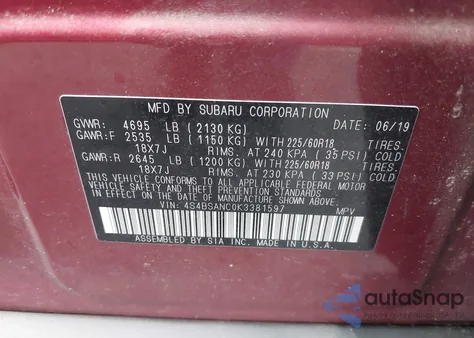 MFD BY SUBARU CORPORATION
GVWR: 4695 LB (2130 KG) DATE: 06/19
GAWR:F 2535 LB (1150 KG) WITH 225/60R18 TIRES.
18X7J RIMS. AT 240 KPA (35 PSI) COLD
GAWR:R 2645 LB (1200 KG) WITH 225/60R18 TIRES.
18X7J RIMS. AT 230 KPA (33 PSI) COLD
THIS VEHICLE CONFORMS TO ALL APPLICABLE FEDERAL MOTOR
VEHICLE SAFETY, BUMPER, AND THEFT PREVENTION STANDARDS
IN EFFECT ON THE DATE OF MANUFACTURE SHOWN ABOVE.
VIN: 4S4BSANC0K3381597 MPV
ASSEMBLED BY SIA INC. MADE IN U.S.A.
autoSnap